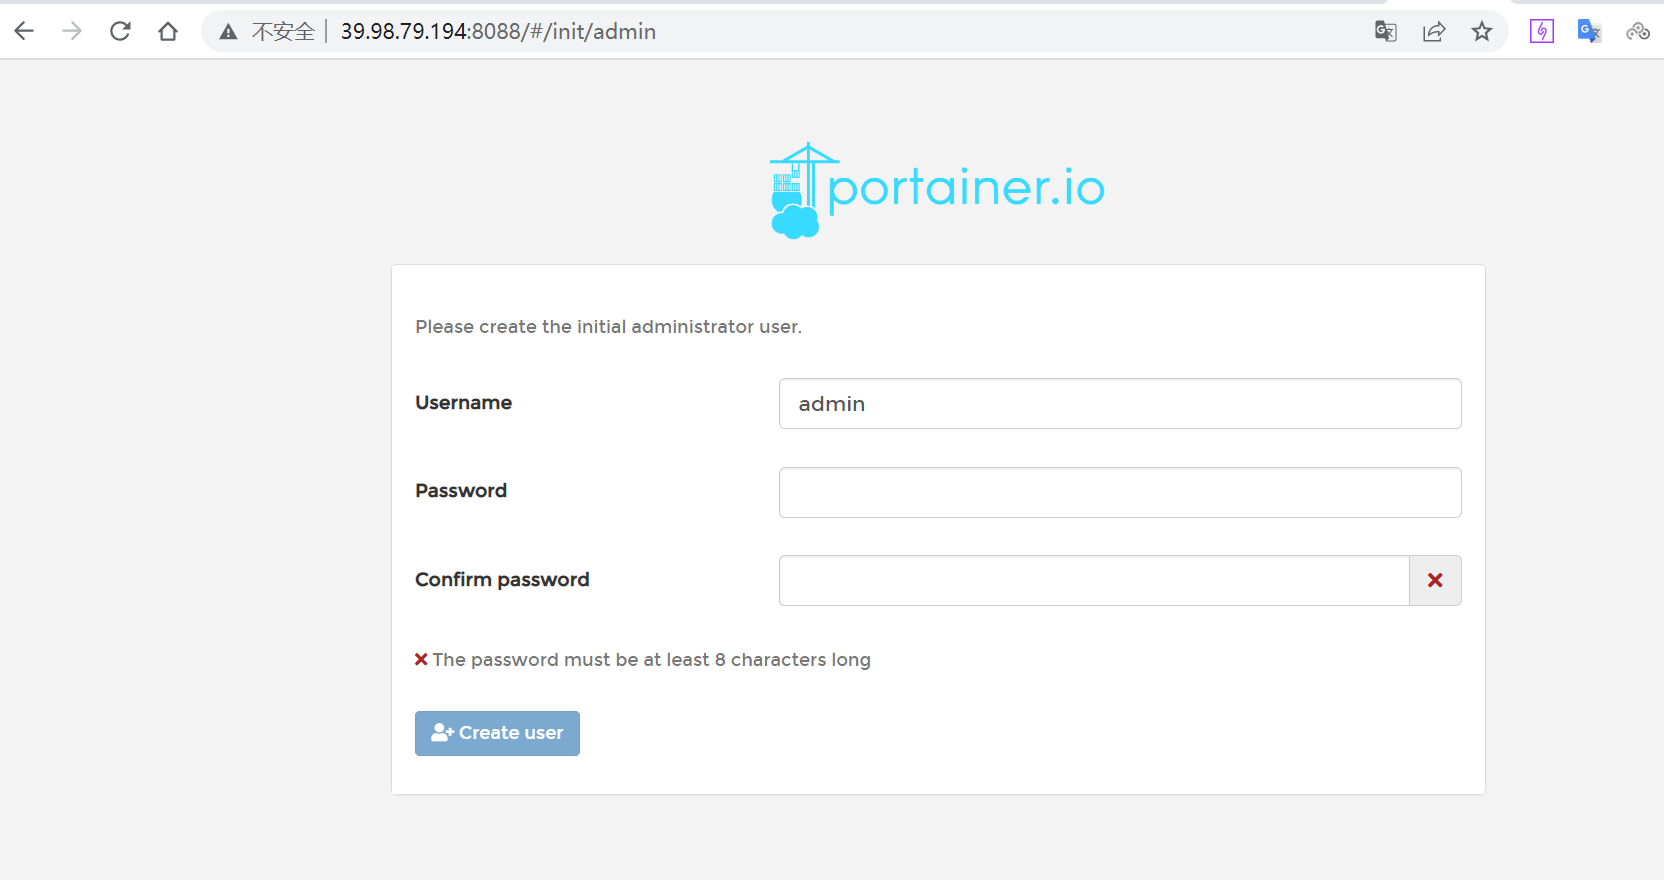 不安全 39.98.79.194:8088/#/init/admin
portainer.io
Please create the initial administrator user.
Username
admin
Password
Confirm password
The password must be at least 8 characters long
Create user